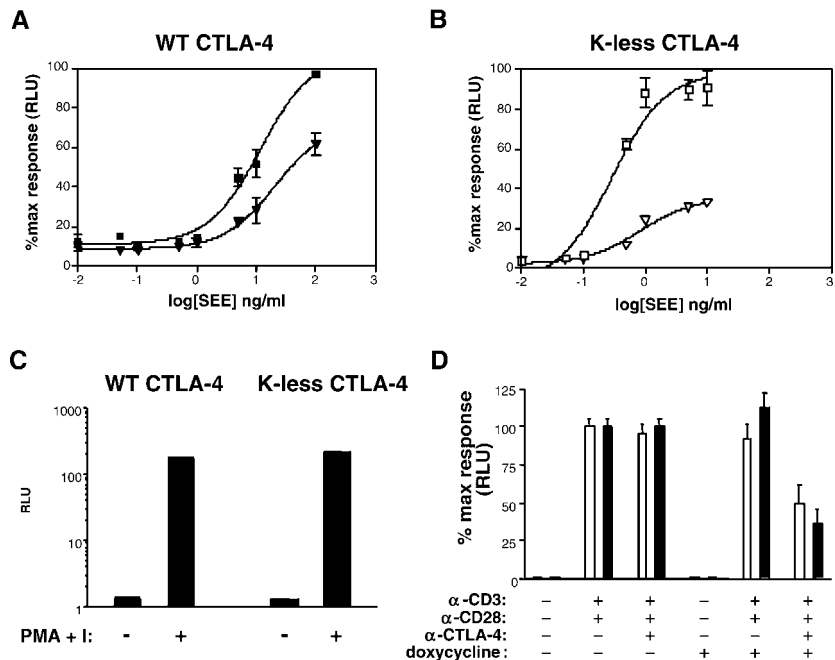 A
WT CTLA-4
%max response (RLU)
100
80
60
40
20
0
-2 -1 0 1 2 3
log[SEE] ng/ml
B
K-less CTLA-4
%max response (RLU)
100
80
60
40
20
0
-2 -1 0 1 2 3
log[SEE] ng/ml
C
WT CTLA-4 K-less CTLA-4
RLU
1000
100
10
1
PMA + I: - + - +
D
% max response
(RLU)
125
100
75
50
25
0
α-CD3: – + + – + +
α-CD28: – + + – + +
α-CTLA-4: – – + – – +
doxycycline: – – – + + +